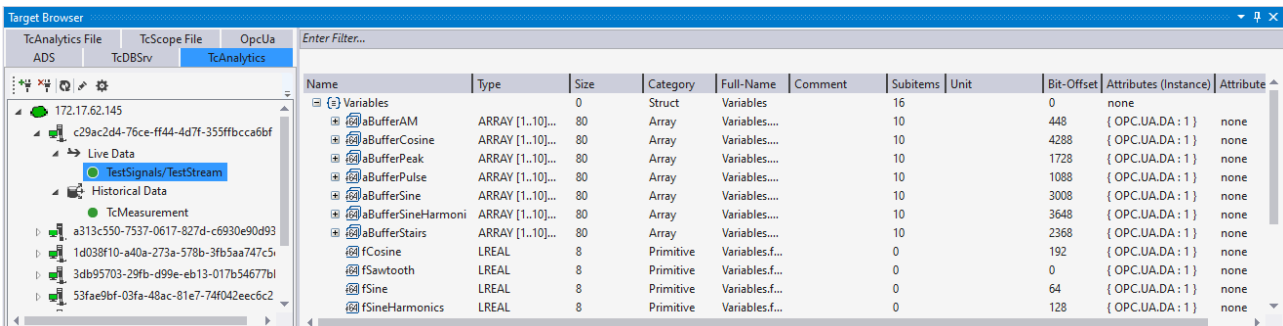 Target Browser
TcAnalytics File TcScope File OpcUa
ADS TcDBSrv TcAnalytics
172.17.62.145
c29ac2d4-76ce-ff44-4d7f-355ffbcca6bf
Live Data
TestSignals/TestStream
Historical Data
TcMeasurement
a313c550-7537-0617-827d-c6930e90d93
1d038f10-a40a-273a-578b-3fb5aa747c5
3db95703-29fb-d99e-eb13-017b54677bl
53fae9bf-03fa-48ac-81e7-74f042eec6c2
Enter Filter...
Name Type Size Category Full-Name Comment Subitems Unit Bit-Offset Attributes (Instance) Attribute
Variables 0 Struct Variables 16 0 none
aBufferAM ARRAY [1..10]... 80 Array Variables.... 10 448 { OPC.UA.DA : 1 } none
aBufferCosine ARRAY [1..10]... 80 Array Variables.... 10 4288 { OPC.UA.DA : 1 } none
aBufferPeak ARRAY [1..10]... 80 Array Variables.... 10 1728 { OPC.UA.DA : 1 } none
aBufferPulse ARRAY [1..10]... 80 Array Variables.... 10 1088 { OPC.UA.DA : 1 } none
aBufferSine ARRAY [1..10]... 80 Array Variables.... 10 3008 { OPC.UA.DA : 1 } none
aBufferSineHarmoni ARRAY [1..10]... 80 Array Variables.... 10 3648 { OPC.UA.DA : 1 } none
aBufferStairs ARRAY [1..10]... 80 Array Variables.... 10 2368 { OPC.UA.DA : 1 } none
fCosine LREAL 8 Primitive Variables.f... 0 192 { OPC.UA.DA : 1 } none
fSawtooth LREAL 8 Primitive Variables.f... 0 0 { OPC.UA.DA : 1 } none
fSine LREAL 8 Primitive Variables.f... 0 64 { OPC.UA.DA : 1 } none
fSineHarmonics LREAL 8 Primitive Variables.f... 0 128 { OPC.UA.DA : 1 } none